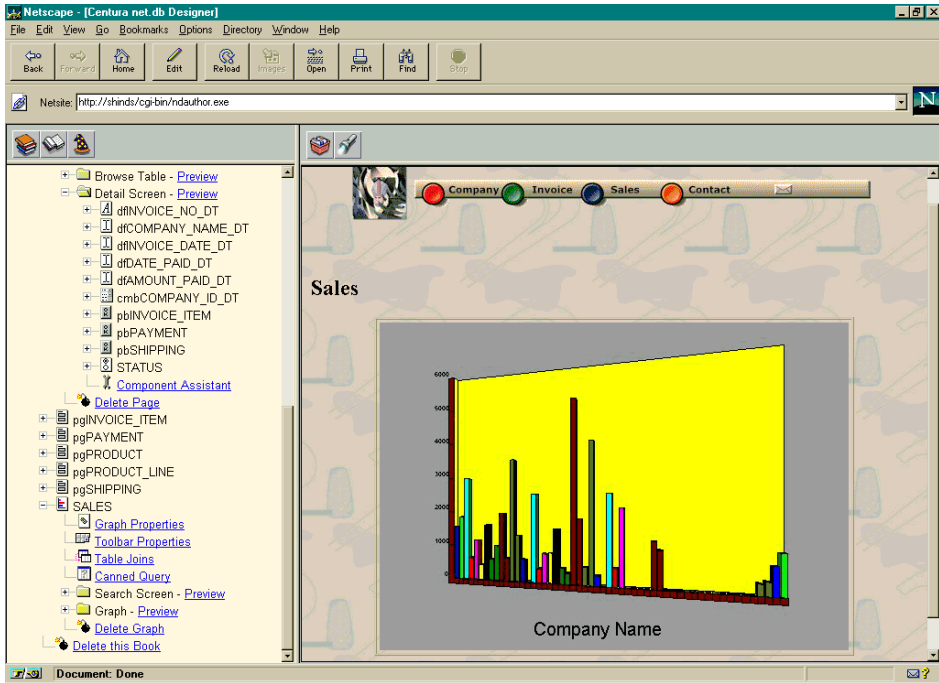 Netscape - [Centura net.db Designer]
File Edit View Go Bookmarks Options Directory Window Help
Back Forward Home Edit Reload Images Open Print Find Stop
Netsite: http://shinds/cgi-bin/ndauthor.exe
N
Browse Table - Preview
Detail Screen - Preview
dfINVOICE_NO_DT
dfCOMPANY_NAME_DT
dfINVOICE_DATE_DT
dfDATE_PAID_DT
dfAMOUNT_PAID_DT
cmbCOMPANY_ID_DT
pbINVOICE_ITEM
pbPAYMENT
pbSHIPPING
STATUS
Component Assistant
Delete Page
pgINVOICE_ITEM
pgPAYMENT
pgPRODUCT
pgPRODUCT_LINE
pgSHIPPING
SALES
Graph Properties
Toolbar Properties
Table Joins
Canned Query
Search Screen - Preview
Graph - Preview
Delete Graph
Delete this Book
Company Invoice Sales Contact
Sales
6000
5000
4000
3000
2000
1000
0
Company Name
Document: Done